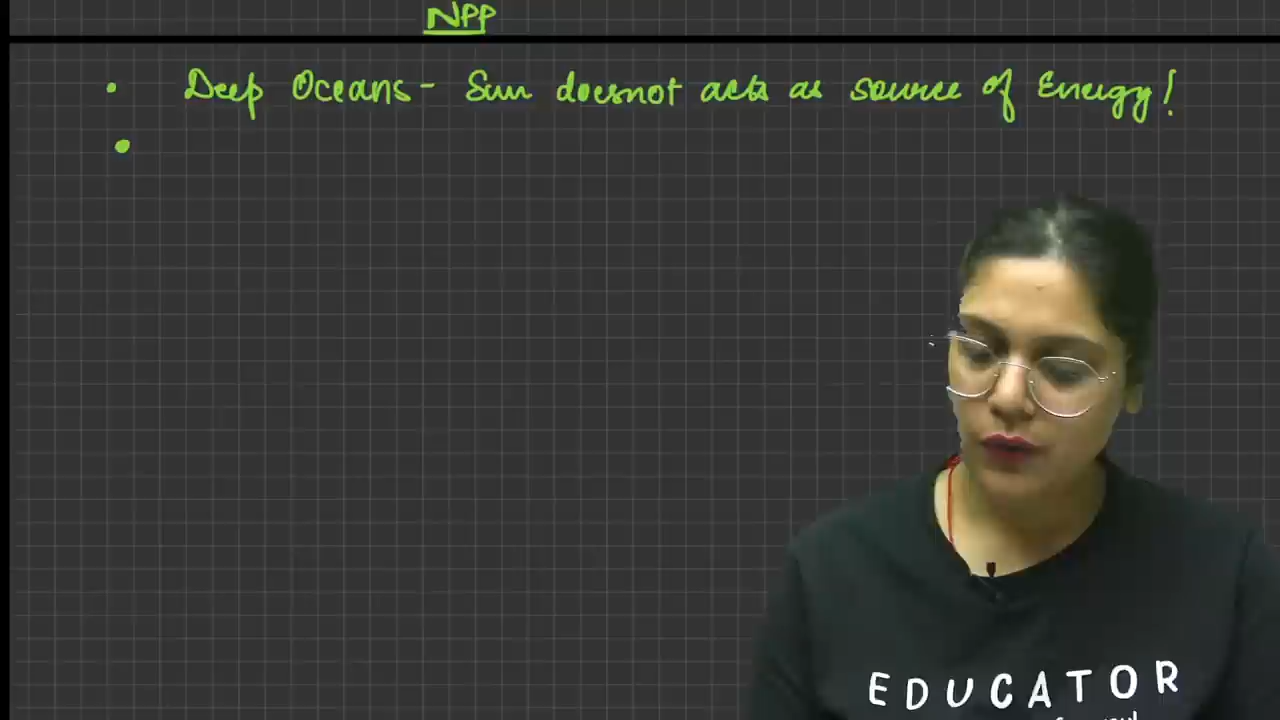 NPP
• Deep Oceans - Sun doesnot acts as source of Energy!
•
EDUCATOR